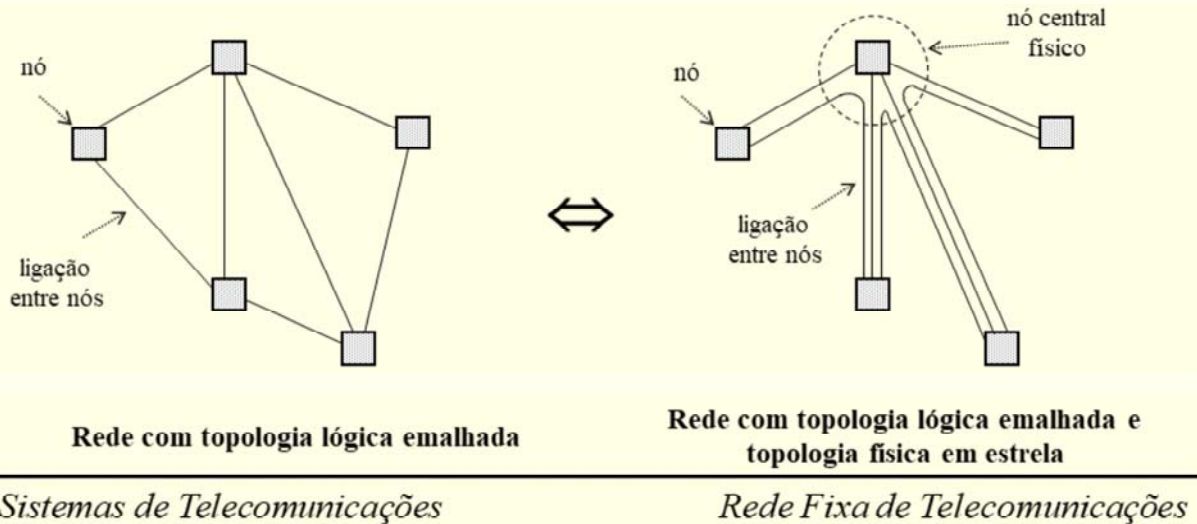 nó
ligação
entre nós
nó central
físico
nó
ligação
entre nós
Rede com topologia lógica emalhada
Rede com topologia lógica emalhada e
topologia física em estrela
Sistemas de Telecomunicações
Rede Fixa de Telecomunicações